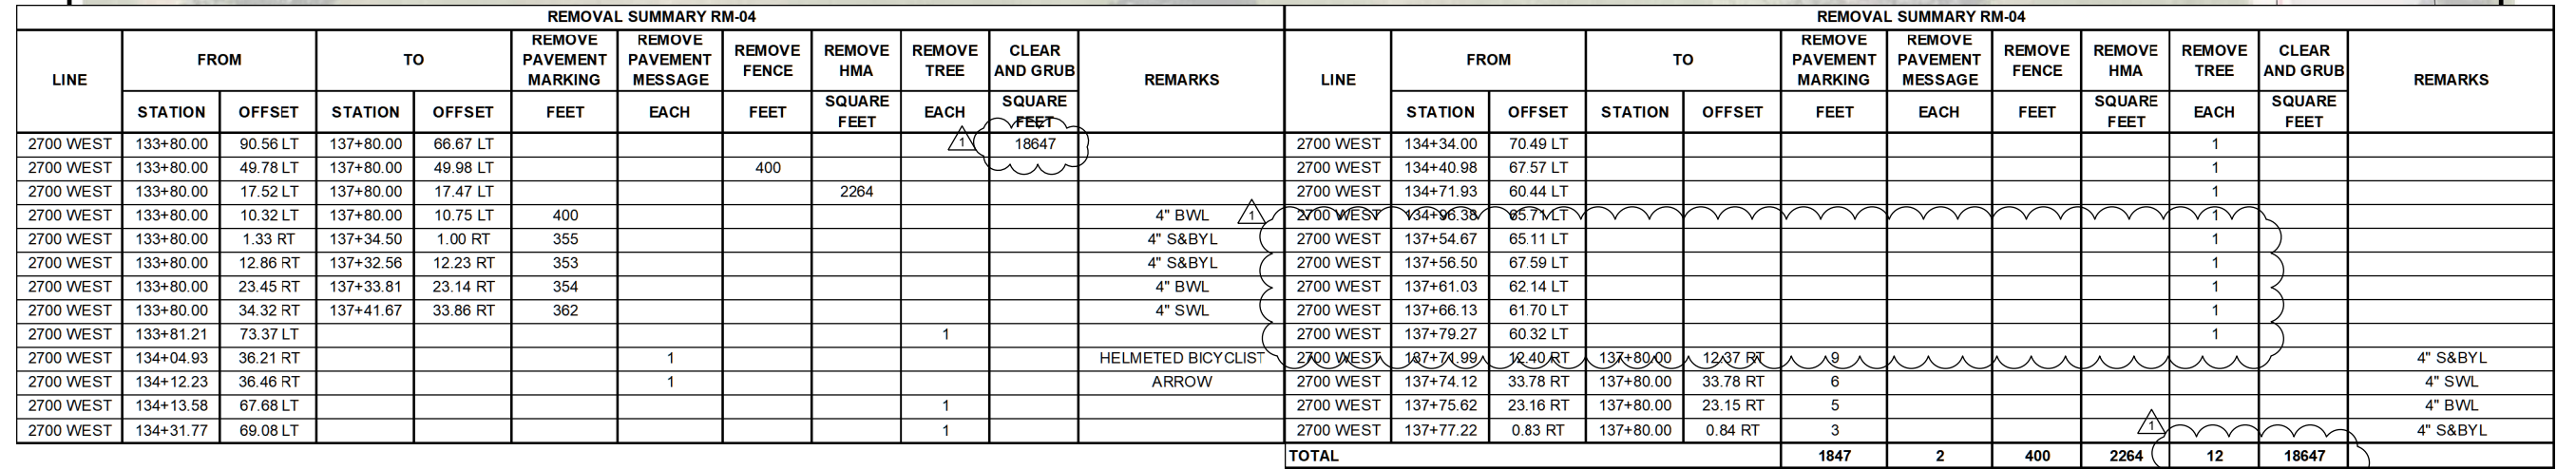 REMOVAL SUMMARY RM-04
LINE FROM TO REMOVE PAVEMENT MARKING REMOVE PAVEMENT MESSAGE REMOVE FENCE REMOVE HMA REMOVE TREE CLEAR AND GRUB REMARKS
STATION OFFSET STATION OFFSET FEET EACH FEET SQUARE FEET EACH SQUARE FEET
2700 WEST 133+80.00 90.56 LT 137+80.00 66.67 LT 1 18647
2700 WEST 133+80.00 49.78 LT 137+80.00 49.98 LT 400
2700 WEST 133+80.00 17.52 LT 137+80.00 17.47 LT 2264
2700 WEST 133+80.00 10.32 LT 137+80.00 10.75 LT 400 4" BWL
2700 WEST 133+80.00 1.33 RT 137+34.50 1.00 RT 355 4" S&BYL
2700 WEST 133+80.00 12.86 RT 137+32.56 12.23 RT 353 4" S&BYL
2700 WEST 133+80.00 23.45 RT 137+33.81 23.14 RT 354 4" BWL
2700 WEST 133+80.00 34.32 RT 137+41.67 33.86 RT 362 4" SWL
2700 WEST 133+81.21 73.37 LT 1
2700 WEST 134+04.93 36.21 RT 1 HELMETED BICYCLIST
2700 WEST 134+12.23 36.46 RT 1 ARROW
2700 WEST 134+13.58 67.68 LT 1
2700 WEST 134+31.77 69.08 LT 1
REMOVAL SUMMARY RM-04
LINE FROM TO REMOVE PAVEMENT MARKING REMOVE PAVEMENT MESSAGE REMOVE FENCE REMOVE HMA REMOVE TREE CLEAR AND GRUB REMARKS
STATION OFFSET STATION OFFSET FEET EACH FEET SQUARE FEET EACH SQUARE FEET
2700 WEST 134+34.00 70.49 LT 1
2700 WEST 134+40.98 67.57 LT 1
2700 WEST 134+71.93 60.44 LT 1
1 2700 WEST 134+96.38 65.71 LT 1
2700 WEST 137+54.67 65.11 LT 1
2700 WEST 137+56.50 67.59 LT 1
2700 WEST 137+61.03 62.14 LT 1
2700 WEST 137+66.13 61.70 LT 1
2700 WEST 137+79.27 60.32 LT 1
2700 WEST 137+71.99 12.40 RT 137+80.00 12.37 RT 9 4" S&BYL
2700 WEST 137+74.12 33.78 RT 137+80.00 33.78 RT 6 4" SWL
2700 WEST 137+75.62 23.16 RT 137+80.00 23.15 RT 5 4" BWL
2700 WEST 137+77.22 0.83 RT 137+80.00 0.84 RT 3 1 4" S&BYL
TOTAL 1847 2 400 2264 12 18647